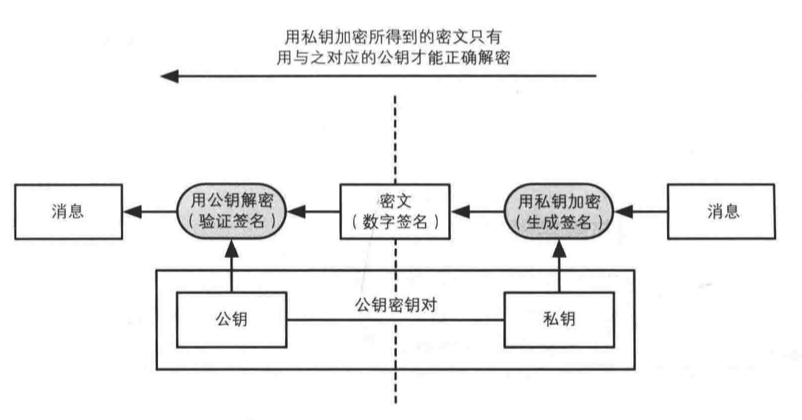 用私钥加密所得到的密文只有
用与之对应的公钥才能正确解密
消息
用公钥解密
（验证签名）
密文
（数字签名）
用私钥加密
（生成签名）
消息
公钥
公钥密钥对
私钥